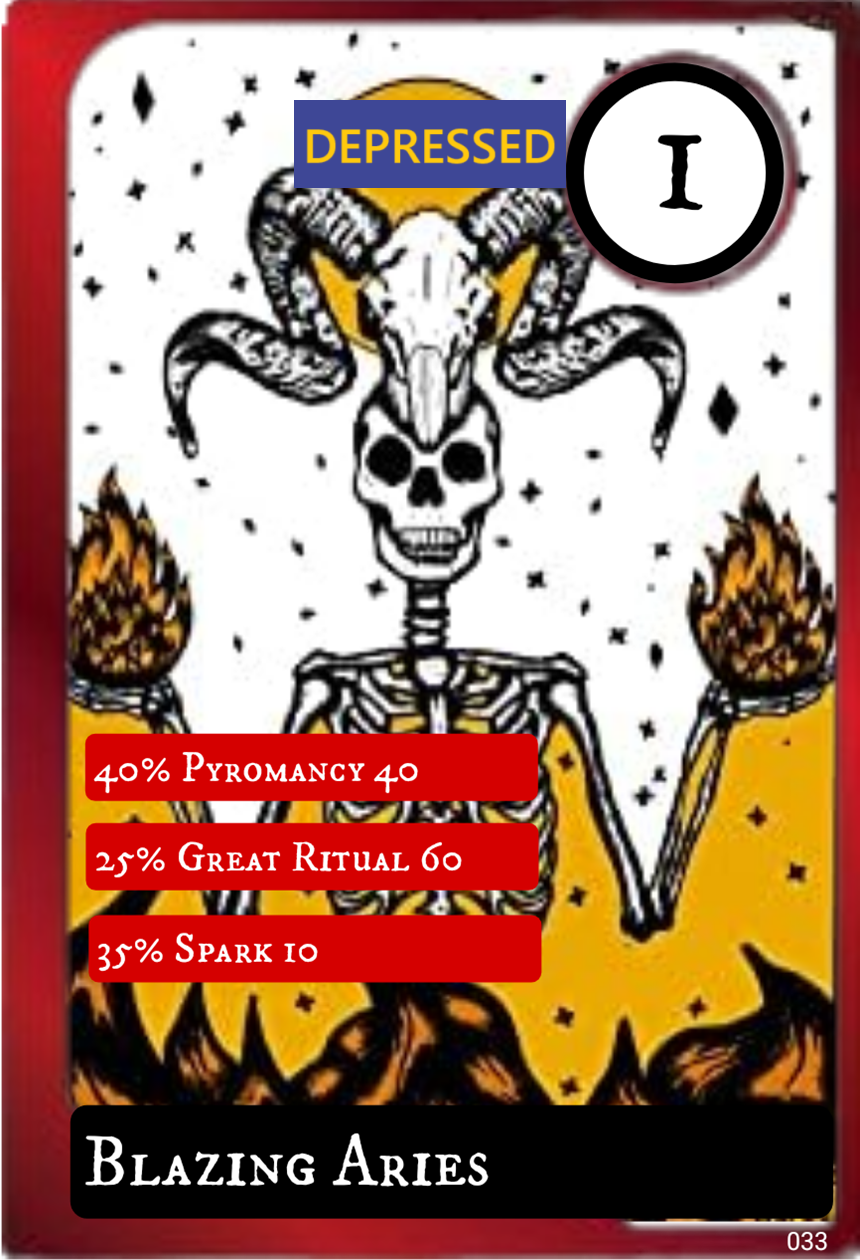 DEPRESSED
I
40% Pyromancy 40
25% Great Ritual 60
35% Spark 10
Blazing Aries
033